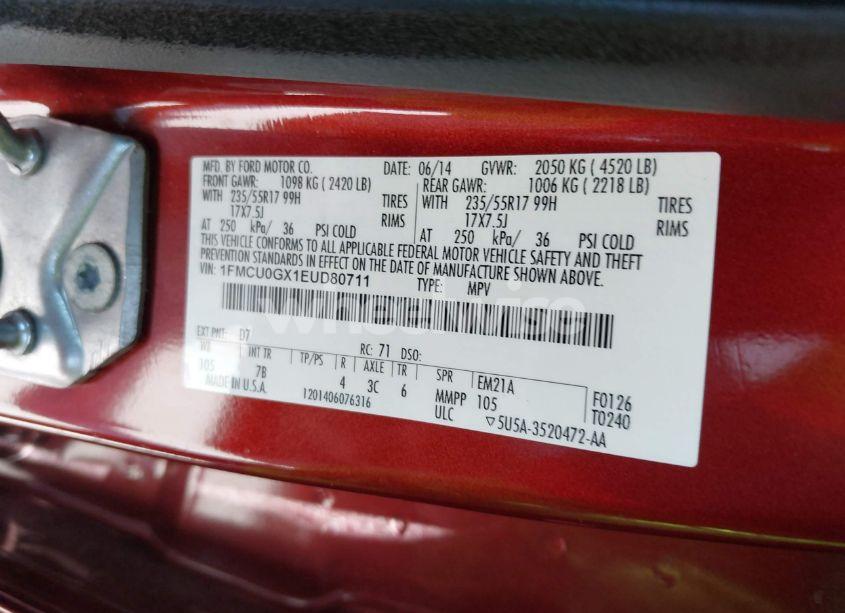 MFD. BY FORD MOTOR CO. DATE: 06/14 GVWR: 2050 KG ( 4520 LB)
FRONT GAWR: 1098 KG ( 2420 LB) REAR GAWR: 1006 KG ( 2218 LB)
WITH 235/55R17 99H TIRES WITH 235/55R17 99H TIRES
17X7.5J RIMS 17X7.5J RIMS
AT 250 kPa/ 36 PSI COLD AT 250 kPa/ 36 PSI COLD
THIS VEHICLE CONFORMS TO ALL APPLICABLE FEDERAL MOTOR VEHICLE SAFETY AND THEFT
PREVENTION STANDARDS IN EFFECT ON THE DATE OF MANUFACTURE SHOWN ABOVE.
VIN: 1FMCU0GX1EUD80711 TYPE: MPV
EXT PNT: D7 RC: 71 DSO:
WB INT TR TP/PS R AXLE TR SPR EM21A F0126
105 7B 4 3C 6 MMPP 105 T0240
MADE IN U.S.A. 1201406076316 ULC ▽5U5A-3520472-AA
wheelwise